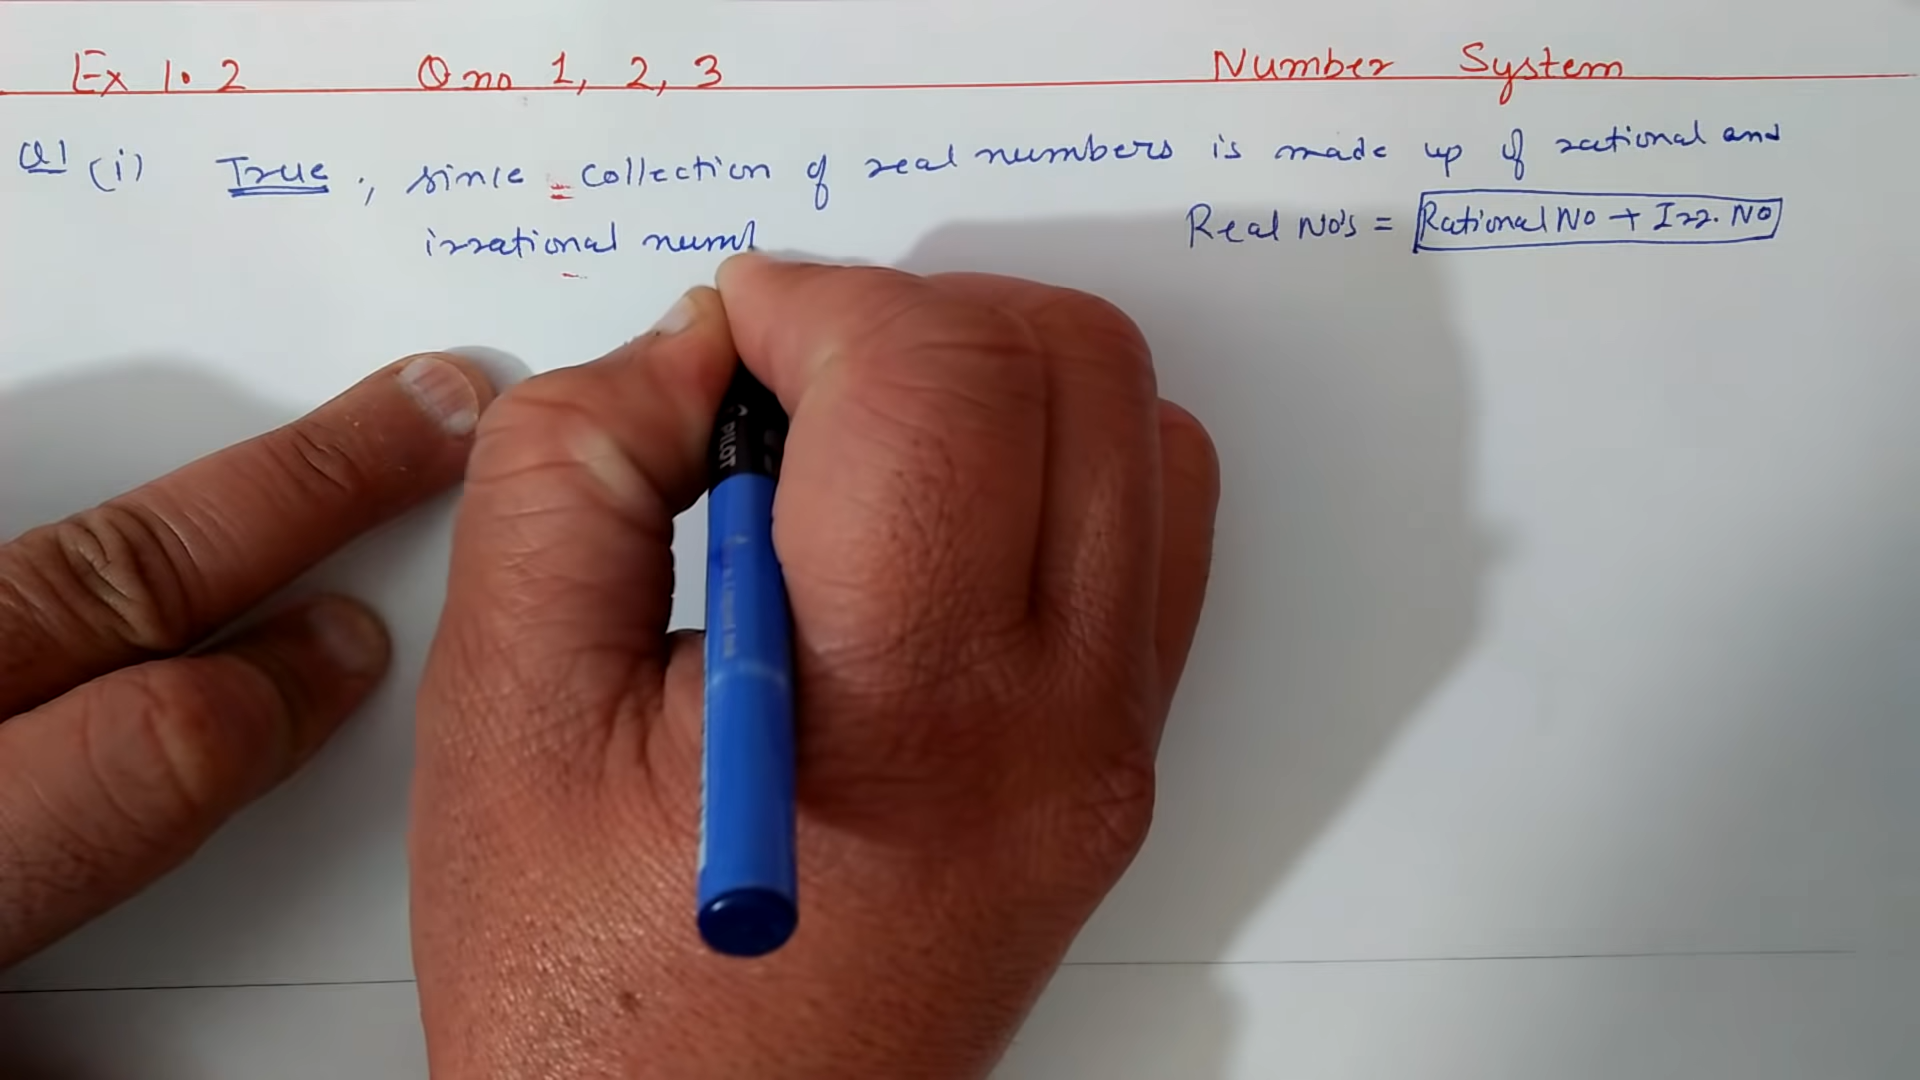 Ex 1.2 Q no 1, 2, 3 Number System
Q1 (i) True, since collection of real numbers is made up of rational and
irrational numb
Real No's = Rational No + Irr. No
PILOT